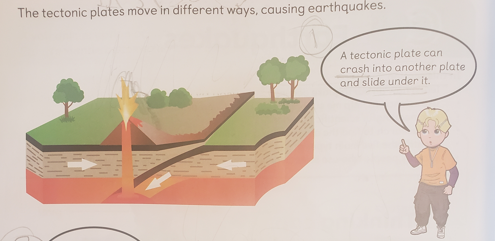 The tectonic plates move in different ways, causing earthquakes.
1
A tectonic plate can
crash into another plate
and slide under it.